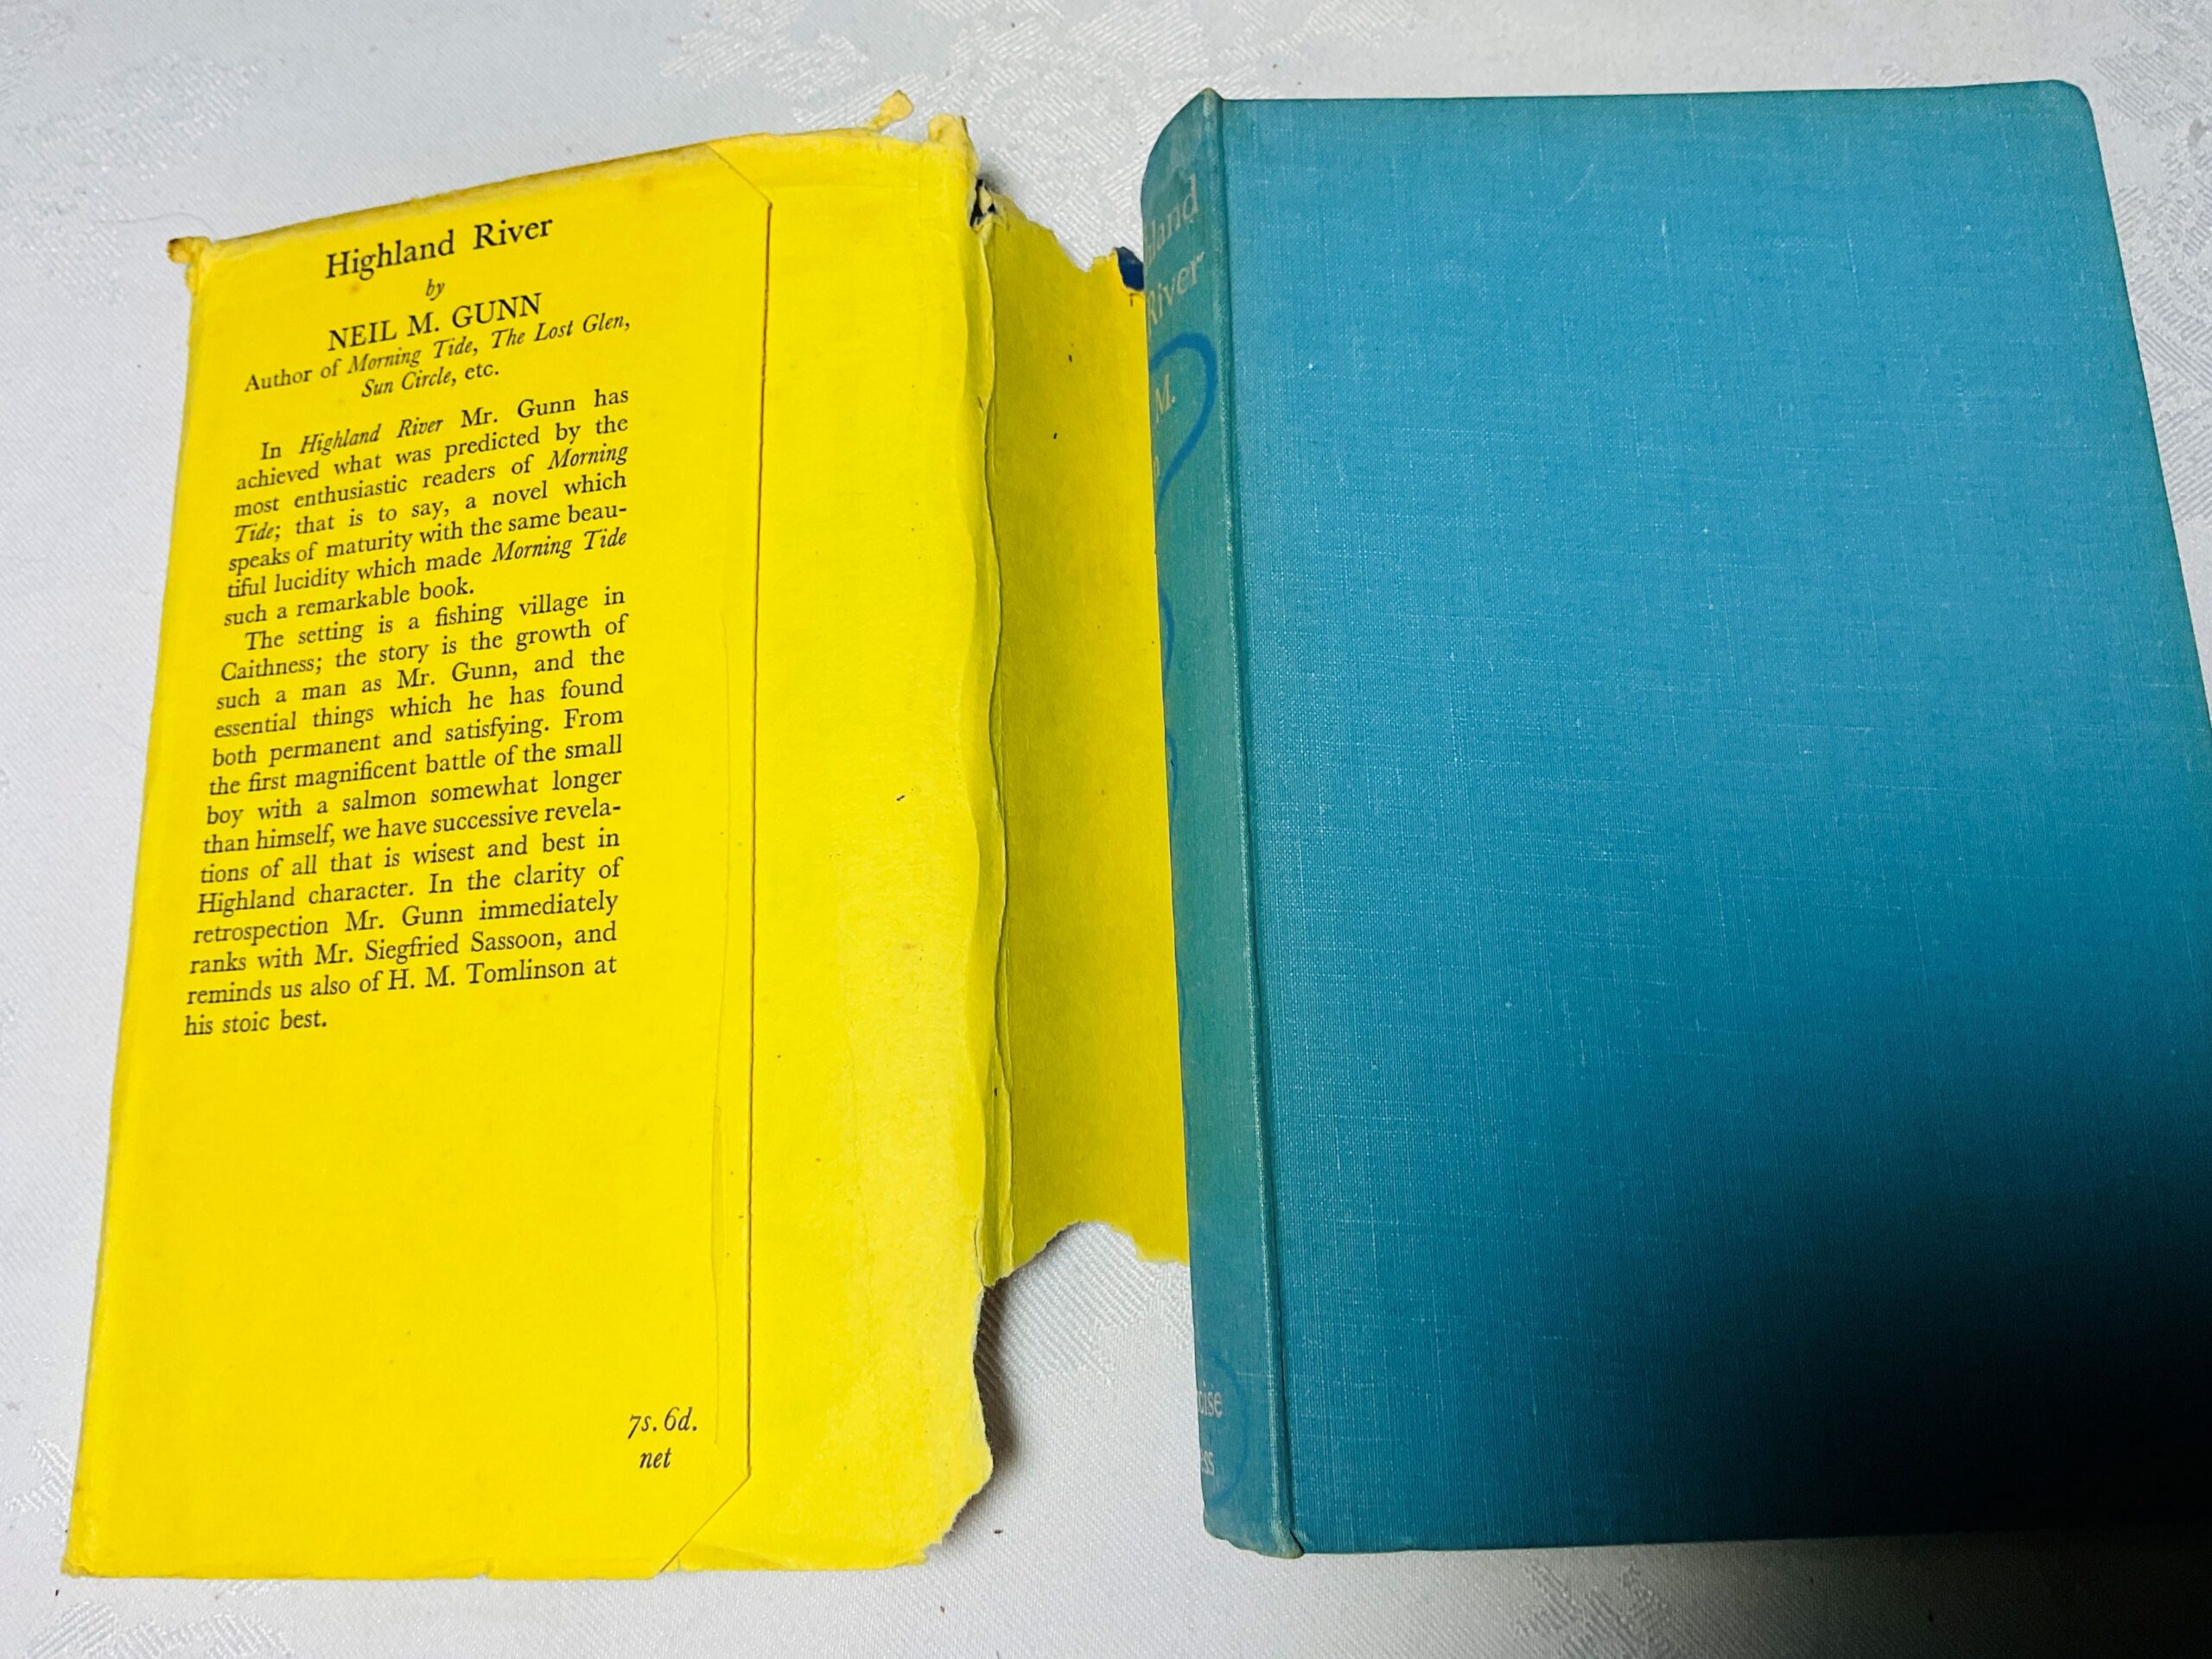 Highland River
by
NEIL M. GUNN
Author of Morning Tide, The Lost Glen,
Sun Circle, etc.
In Highland River Mr. Gunn has
achieved what was predicted by the
most enthusiastic readers of Morning
Tide; that is to say, a novel which
speaks of maturity with the same beau-
tiful lucidity which made Morning Tide
such a remarkable book.
The setting is a fishing village in
Caithness; the story is the growth of
such a man as Mr. Gunn, and the
essential things which he has found
both permanent and satisfying. From
the first magnificent battle of the small
boy with a salmon somewhat longer
than himself, we have successive revela-
tions of all that is wisest and best in
Highland character. In the clarity of
retrospection Mr. Gunn immediately
ranks with Mr. Siegfried Sassoon, and
reminds us also of H. M. Tomlinson at
his stoic best.
7s. 6d.
net
hland
River
M.